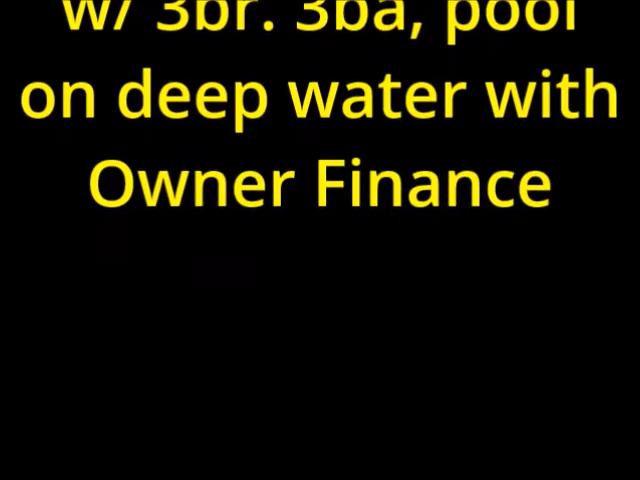 w/ 3br. 3ba, pool
on deep water with
Owner Finance